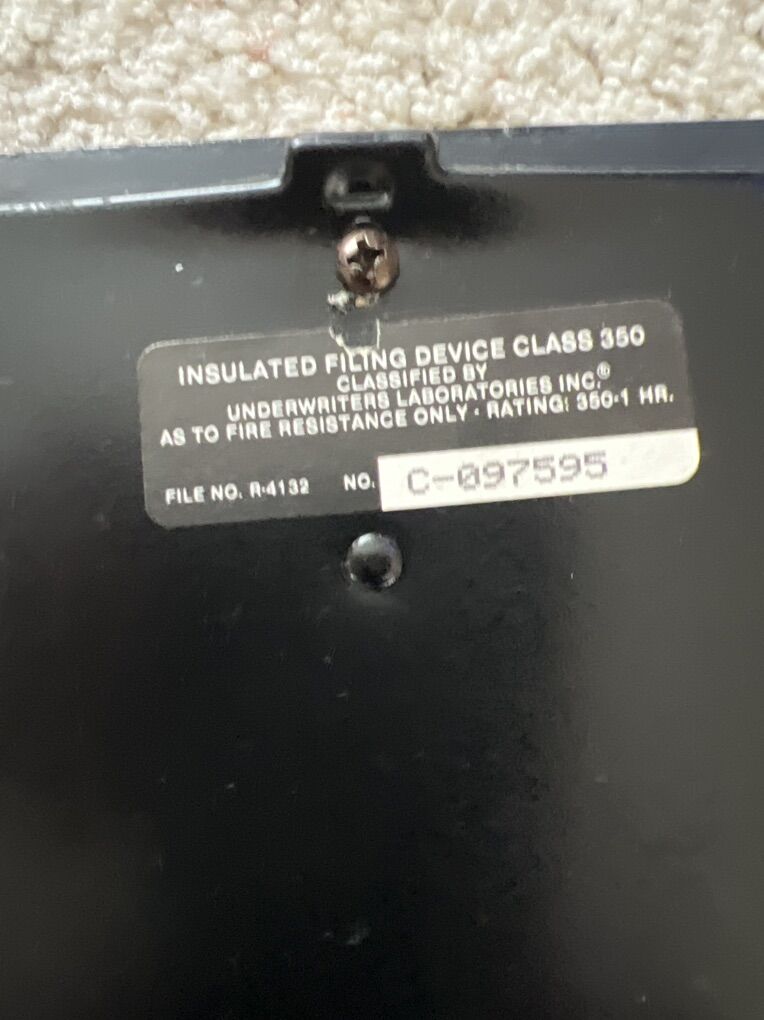 INSULATED FILING DEVICE CLASS 350
CLASSIFIED BY
UNDERWRITERS LABORATORIES INC.®
AS TO FIRE RESISTANCE ONLY • RATING: 350-1 HR.
FILE NO. R-4132 NO. C-097595